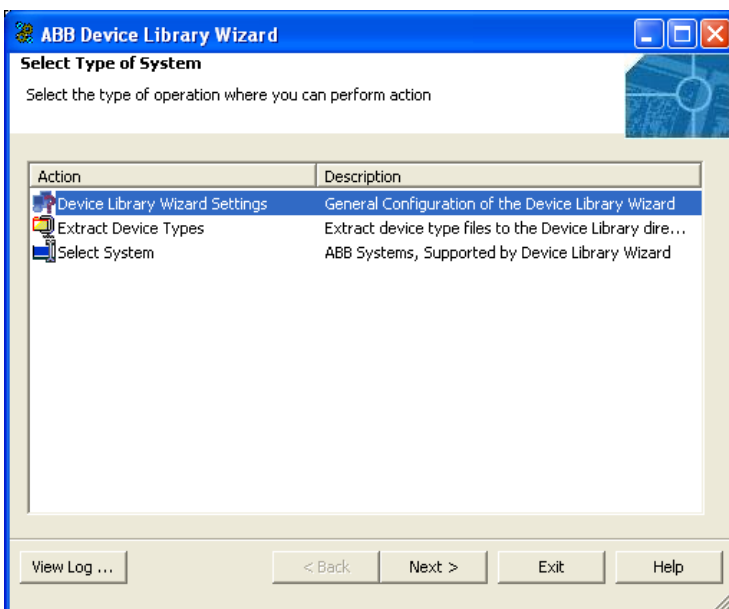 ABB Device Library Wizard
Select Type of System
Select the type of operation where you can perform action
Action Description
Device Library Wizard Settings General Configuration of the Device Library Wizard
Extract Device Types Extract device type files to the Device Library dire...
Select System ABB Systems, Supported by Device Library Wizard
View Log ... < Back Next > Exit Help